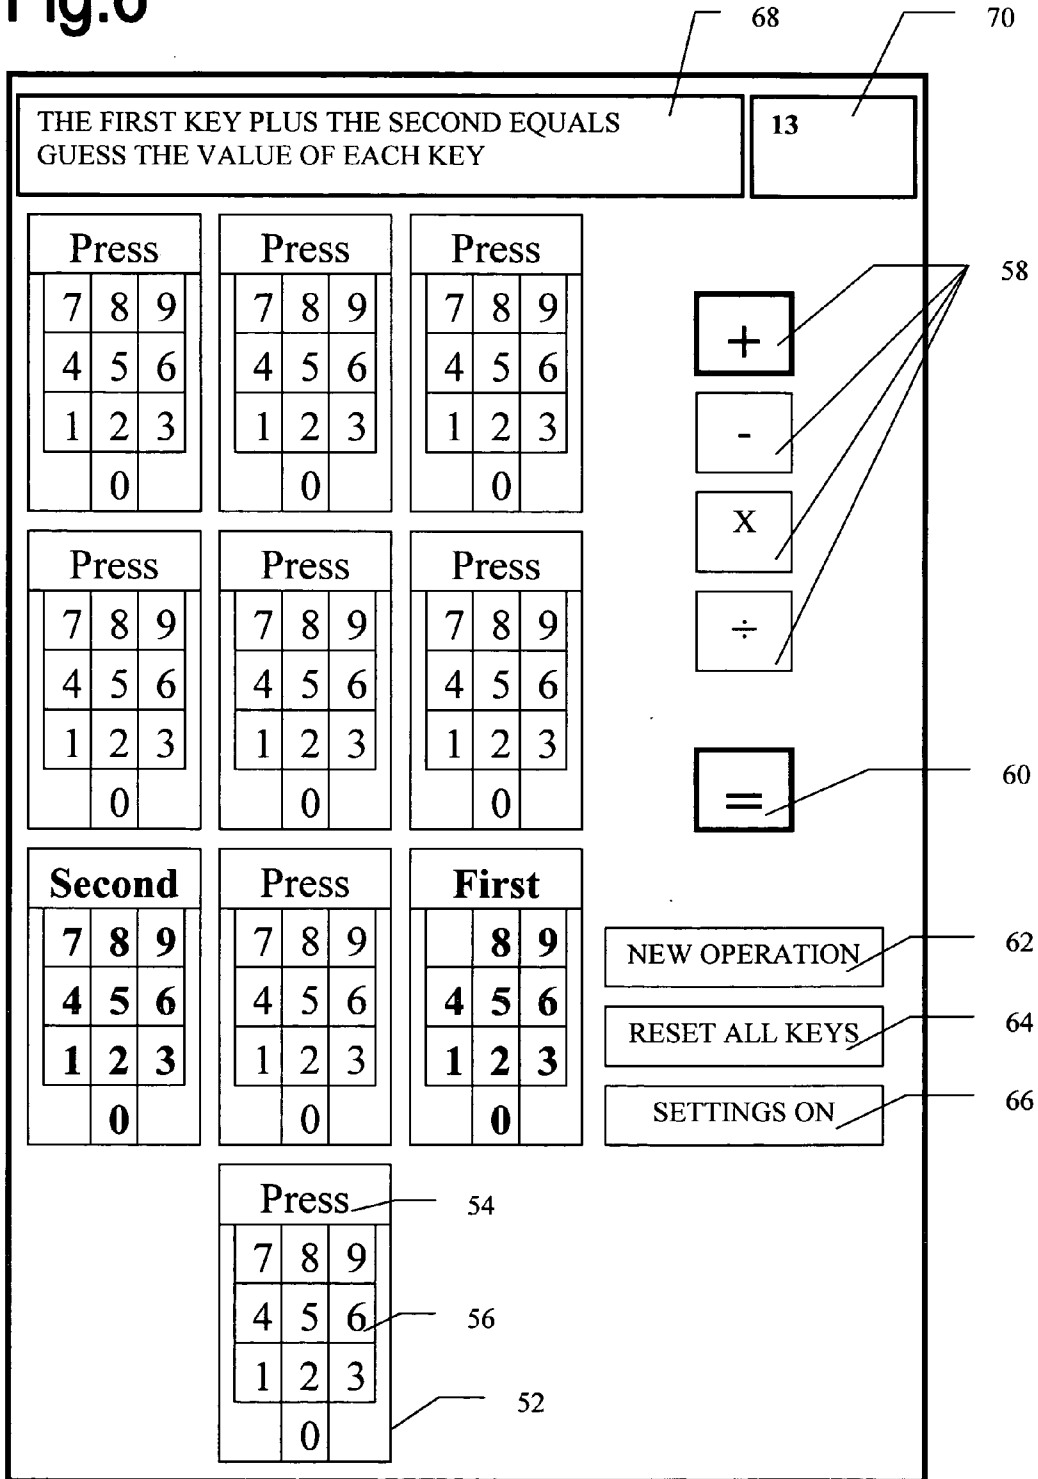 Fig.6
68 70
THE FIRST KEY PLUS THE SECOND EQUALS 13
GUESS THE VALUE OF EACH KEY
Press Press Press
58
7 8 9 7 8 9 7 8 9
+
4 5 6 4 5 6 4 5 6
1 2 3 1 2 3 1 2 3
-
0 0 0
X
Press Press Press
7 8 9 7 8 9 7 8 9
÷
4 5 6 4 5 6 4 5 6
1 2 3 1 2 3 1 2 3
60
0 0 0
=
Second Press First
7 8 9 7 8 9 8 9
NEW OPERATION 62
4 5 6 4 5 6 4 5 6
RESET ALL KEYS 64
1 2 3 1 2 3 1 2 3
0 0 0
SETTINGS ON 66
Press 54
7 8 9
4 5 6 56
1 2 3
52
0